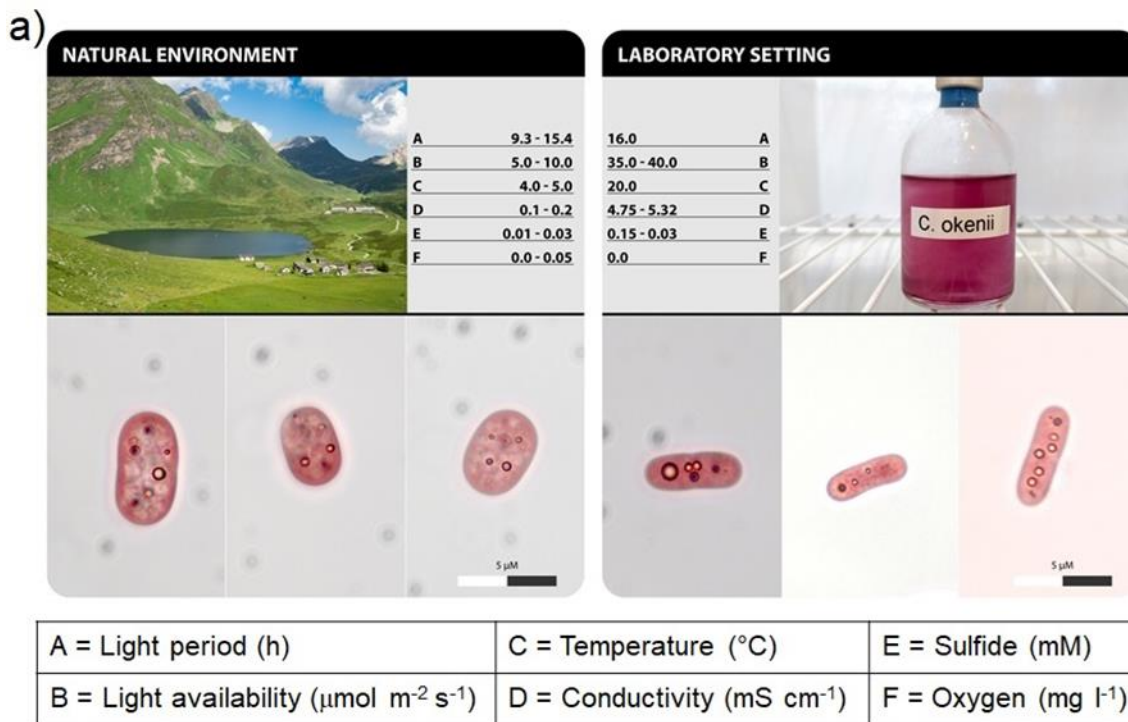 a)
NATURAL ENVIRONMENT
A 9.3 - 15.4
B 5.0 - 10.0
C 4.0 - 5.0
D 0.1 - 0.2
E 0.01 - 0.03
F 0.0 - 0.05
5 µM
LABORATORY SETTING
16.0 A
35.0 - 40.0 B
20.0 C
4.75 - 5.32 D
0.15 - 0.03 E
0.0 F
C. okenii
5 µM
A = Light period (h) C = Temperature (°C) E = Sulfide (mM)
B = Light availability (μmol m⁻² s⁻¹) D = Conductivity (mS cm⁻¹) F = Oxygen (mg l⁻¹)